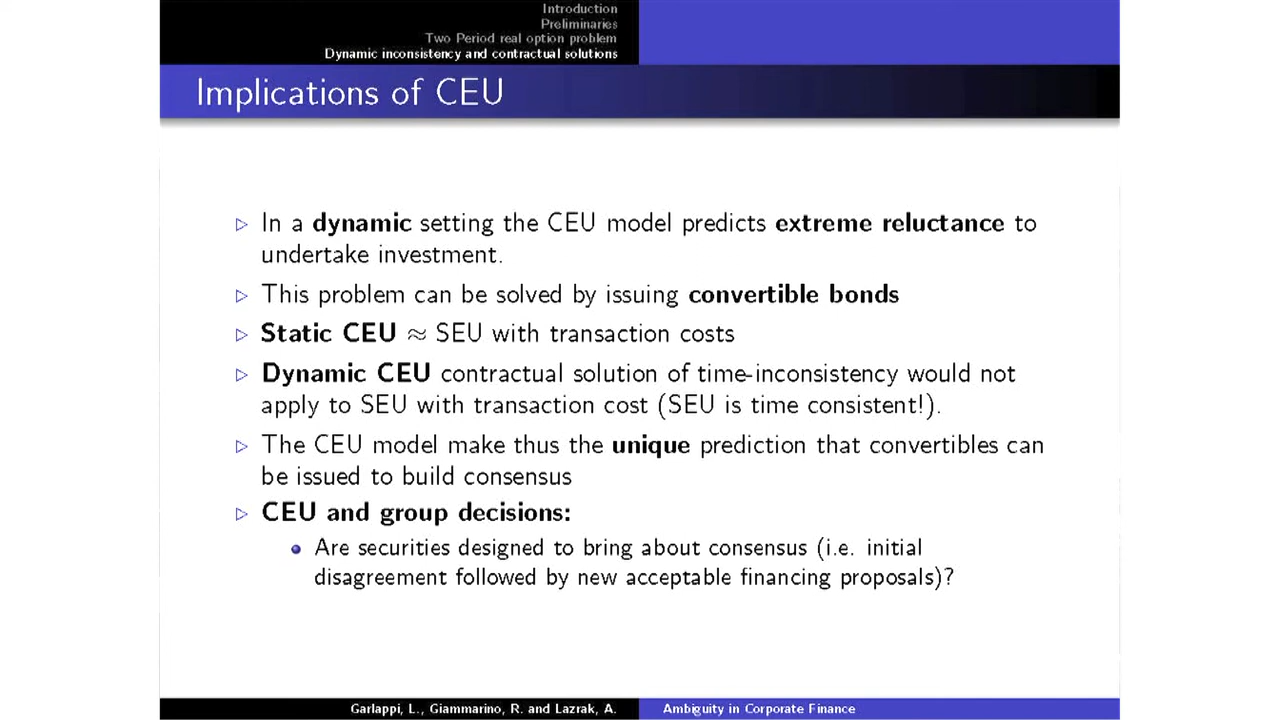 Introduction
Preliminaries
Two Period real option problem
Dynamic inconsistency and contractual solutions
Implications of CEU
▷ In a dynamic setting the CEU model predicts extreme reluctance to
undertake investment.
▷ This problem can be solved by issuing convertible bonds
▷ Static CEU ≈ SEU with transaction costs
▷ Dynamic CEU contractual solution of time-inconsistency would not
apply to SEU with transaction cost (SEU is time consistent!).
▷ The CEU model make thus the unique prediction that convertibles can
be issued to build consensus
▷ CEU and group decisions:
• Are securities designed to bring about consensus (i.e. initial
disagreement followed by new acceptable financing proposals)?
Garlappi, L., Giammarino, R. and Lazrak, A. Ambiguity in Corporate Finance